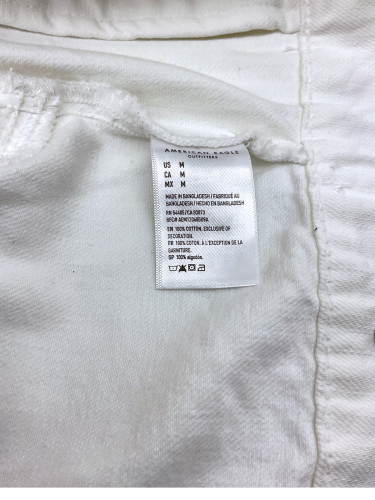 AMERICAN EAGLE
OUTFITTERS
US M
CA M
MX M
MADE IN BANGLADESH / FABRIQUÉ AU
BANGLADESH / HECHO EN BANGLADESH
EN 100% COTTON, EXCLUSIVE OF
DECORATION.
FR 100% COTON, À L'EXCEPTION DE LA
GARNITURE.
SP 100% algodón.